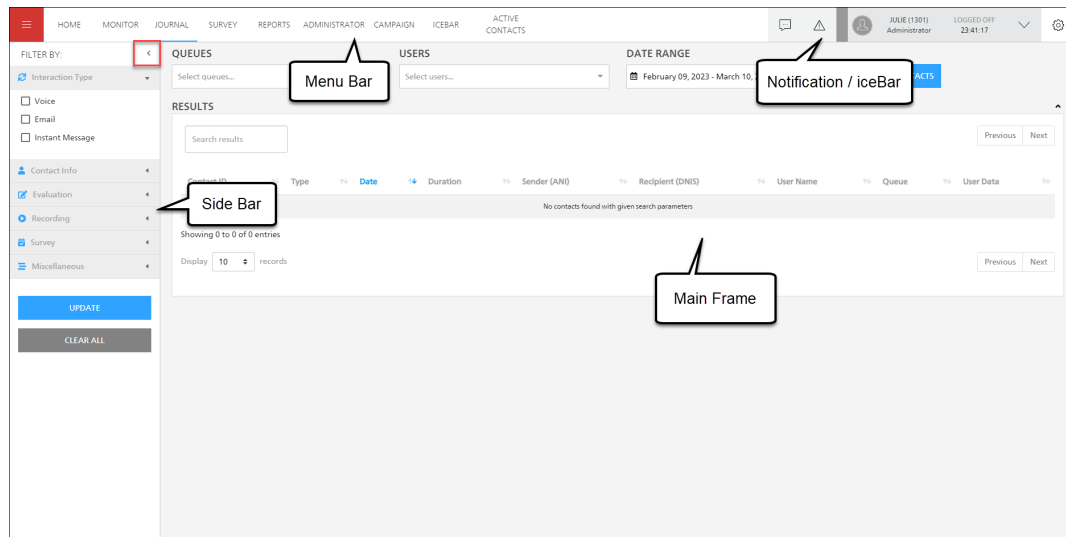 HOME MONITOR JOURNAL SURVEY REPORTS ADMINISTRATOR CAMPAIGN ICEBAR ACTIVE CONTACTS
JULIE (1301)
Administrator
LOGGED OFF
23:41:17
FILTER BY:
QUEUES USERS DATE RANGE
Interaction Type
Select queues... Select users... February 09, 2023 - March 10,
Menu Bar
Notification / iceBar
Voice
Email
Instant Message
RESULTS
Search results
Previous Next
Contact Info
Evaluation
Recording
Survey
Miscellaneous
Side Bar
Contact ID Type Date Duration Sender (ANI) Recipient (DNIS) User Name Queue User Data
No contacts found with given search parameters
Showing 0 to 0 of 0 entries
Display 10 records
Previous Next
Main Frame
UPDATE
CLEAR ALL